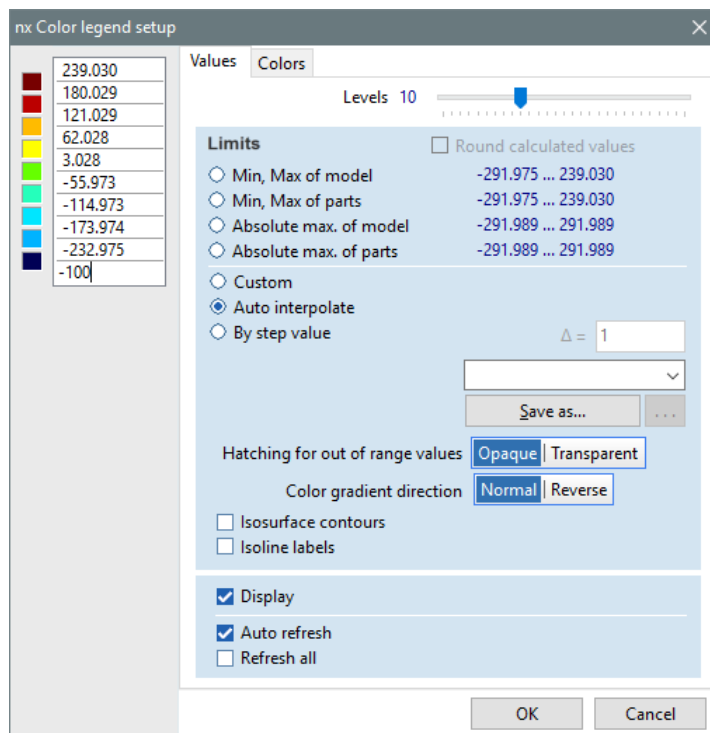 nx Color legend setup
239.030
180.029
121.029
62.028
3.028
-55.973
-114.973
-173.974
-232.975
-100
Values Colors
Levels 10
Limits Round calculated values
Min, Max of model -291.975 ... 239.030
Min, Max of parts -291.975 ... 239.030
Absolute max. of model -291.989 ... 291.989
Absolute max. of parts -291.989 ... 291.989
Custom
Auto interpolate
By step value Δ = 1
Save as... ...
Hatching for out of range values Opaque | Transparent
Color gradient direction Normal | Reverse
Isosurface contours
Isoline labels
Display
Auto refresh
Refresh all
OK Cancel